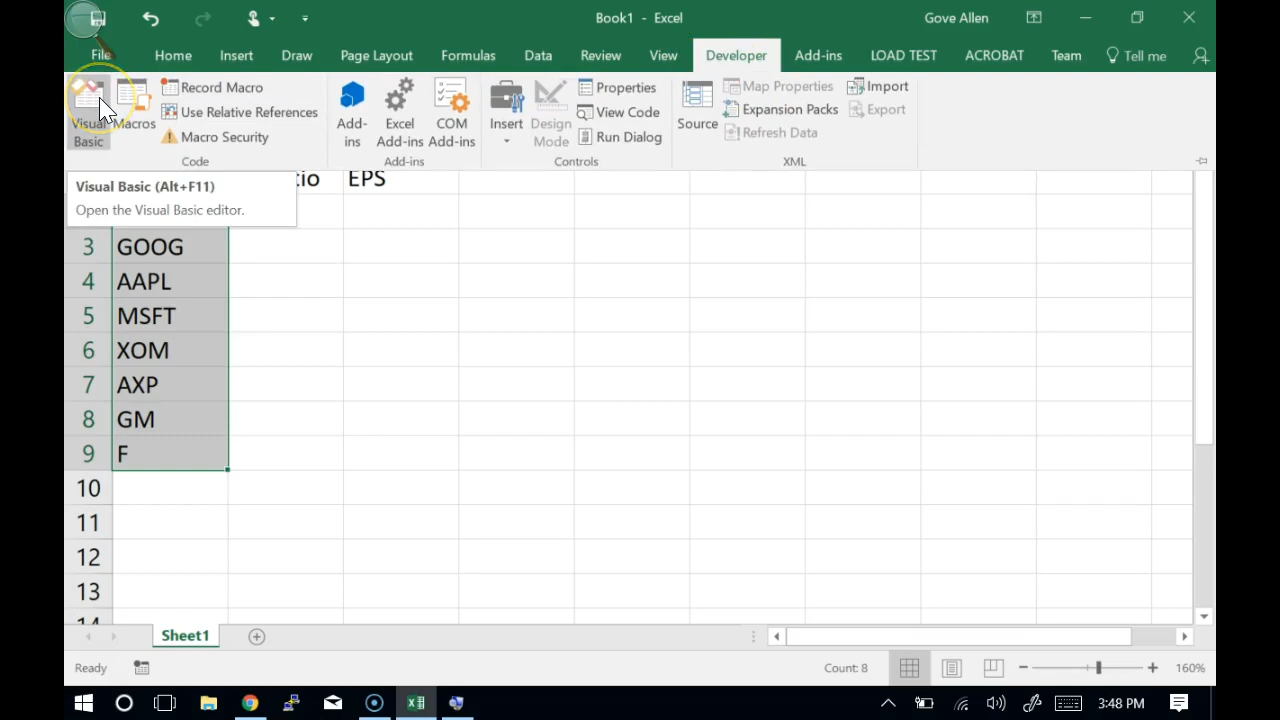 Book1 - Excel
Gove Allen
File
Home
Insert
Draw
Page Layout
Formulas
Data
Review
View
Developer
Add-ins
LOAD TEST
ACROBAT
Team
Tell me
Visual Basic
Macros
Record Macro
Use Relative References
Macro Security
Code
Add-ins
Excel Add-ins
COM Add-ins
Add-ins
Insert
Design Mode
Properties
View Code
Run Dialog
Controls
Source
Map Properties
Expansion Packs
Refresh Data
Import
Export
XML
Visual Basic (Alt+F11)
Open the Visual Basic editor.
tio EPS
3 GOOG
4 AAPL
5 MSFT
6 XOM
7 AXP
8 GM
9 F
10
11
12
13
14
Sheet1
Ready
Count: 8
160%
3:48 PM